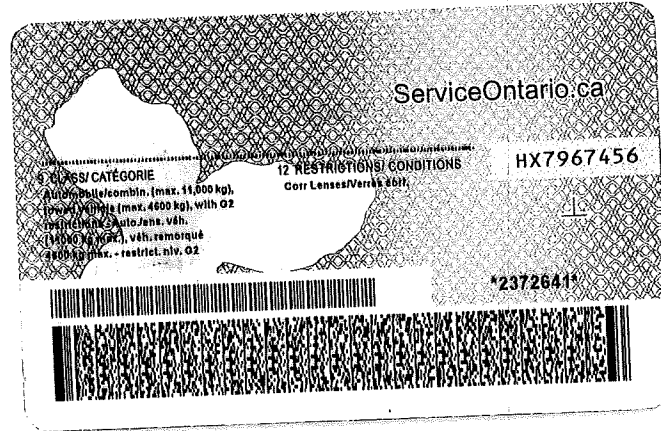 ServiceOntario.ca
9 CLASS/CATÉGORIE
Automobile/combin. (max. 11,000 kg),
towed vehicle (max. 4600 kg), with G2
restrictions - Auto./ens. véh.
(11000 kg max.), véh. remorqué
4600 kg max. - restrict. niv. G2
12 RESTRICTIONS/ CONDITIONS
Corr Lenses/Verres corr.
HX7967456
*2372641*